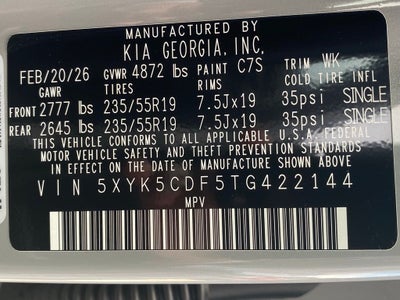 MANUFACTURED BY
KIA GEORGIA, INC.
FEB/20/26 GVWR 4872 lbs PAINT C7S TRIM WK
GAWR TIRES RIMS COLD TIRE INFL
FRONT 2777 lbs 235/55R19 7.5Jx19 35psi SINGLE
REAR 2645 lbs 235/55R19 7.5Jx19 35psi SINGLE
THIS VEHICLE CONFORMS TO ALL APPLICABLE U.S.A. FEDERAL
MOTOR VEHICLE SAFETY AND THEFT PREVENTION STANDARDS
IN EFFECT ON THE DATE OF MANUFACTURE SHOWN ABOVE.
VIN 5XYK5CDF5TG422144
MPV